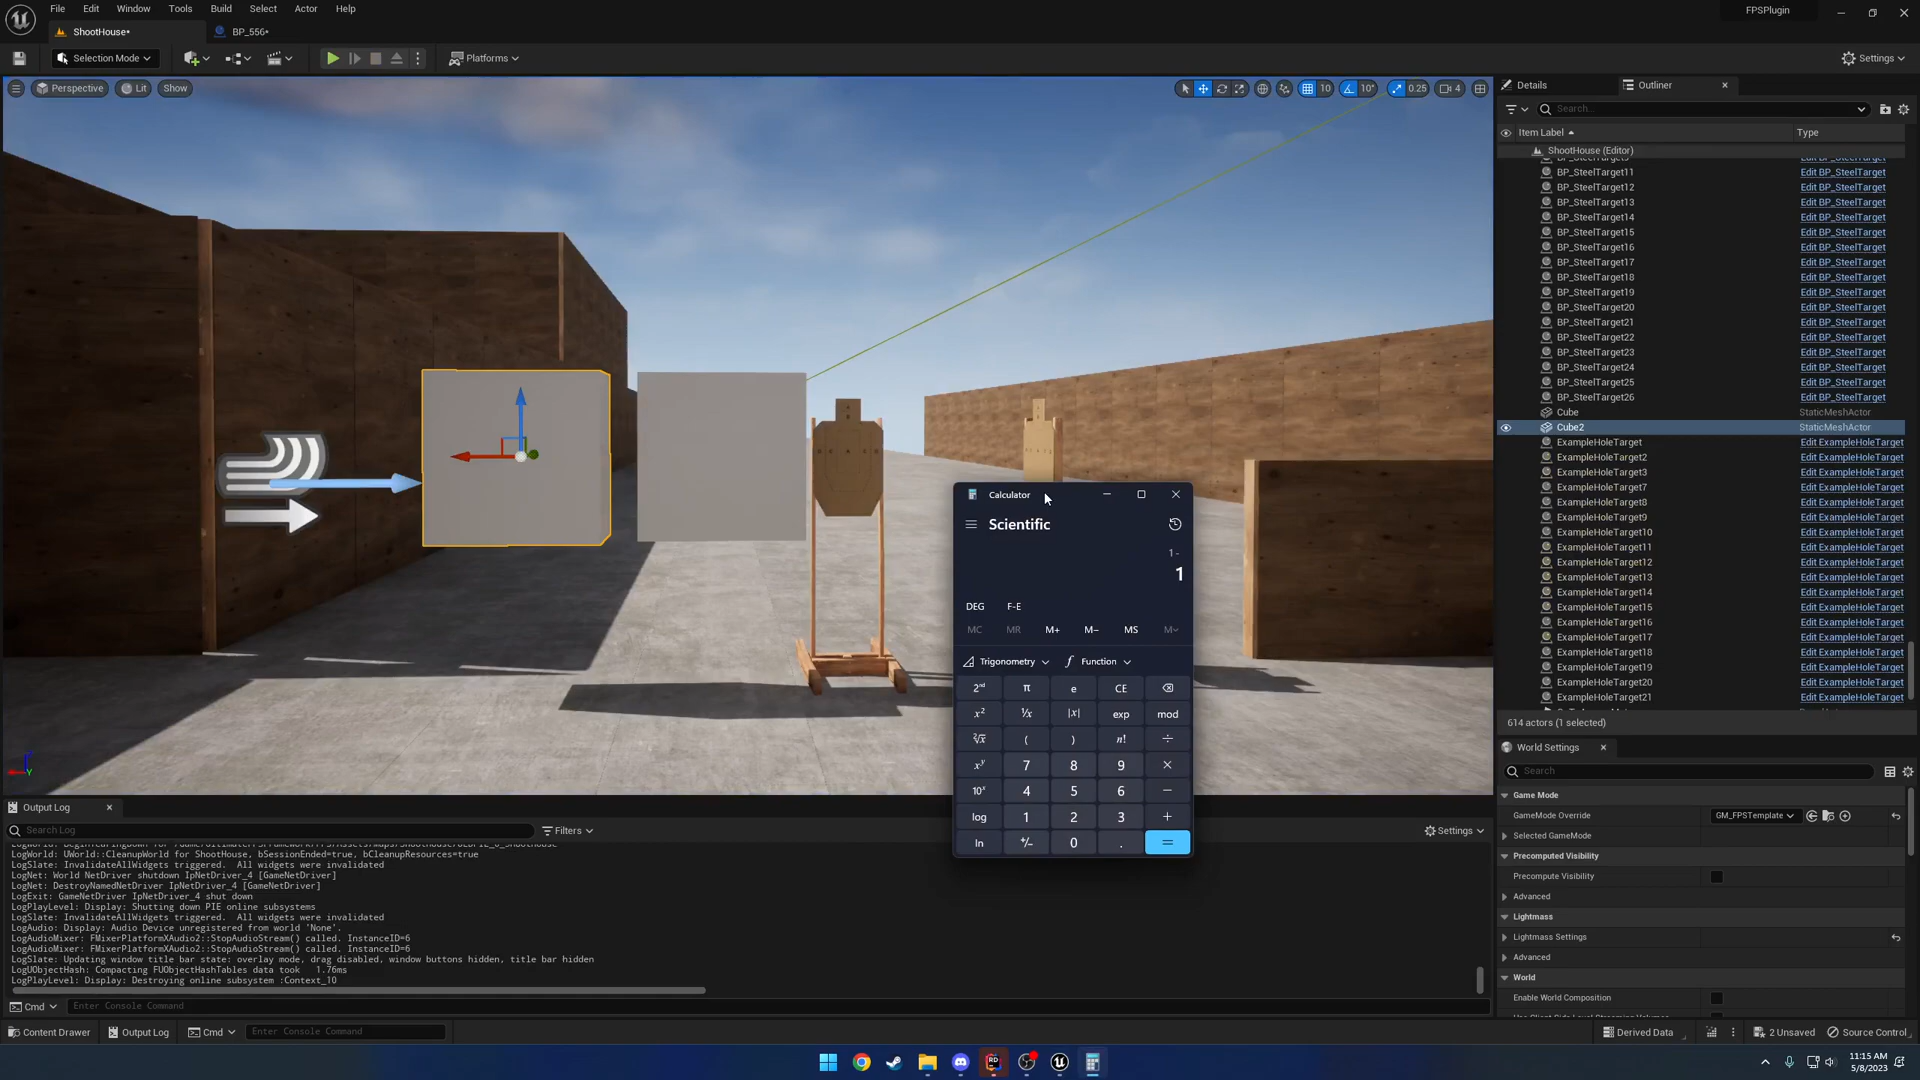 File Edit Window Tools Build Select Actor Help
FPSPlugin
ShootHouse*
BP_556*
Selection Mode
Platforms
Settings
Perspective
Lit
Show
10
10°
0.25
4
Details
Outliner
Search...
Item Label
Type
ShootHouse (Editor)
BP_SteelTarget11 Edit BP_SteelTarget
BP_SteelTarget12 Edit BP_SteelTarget
BP_SteelTarget13 Edit BP_SteelTarget
BP_SteelTarget14 Edit BP_SteelTarget
BP_SteelTarget15 Edit BP_SteelTarget
BP_SteelTarget16 Edit BP_SteelTarget
BP_SteelTarget17 Edit BP_SteelTarget
BP_SteelTarget18 Edit BP_SteelTarget
BP_SteelTarget19 Edit BP_SteelTarget
BP_SteelTarget20 Edit BP_SteelTarget
BP_SteelTarget21 Edit BP_SteelTarget
BP_SteelTarget22 Edit BP_SteelTarget
BP_SteelTarget23 Edit BP_SteelTarget
BP_SteelTarget24 Edit BP_SteelTarget
BP_SteelTarget25 Edit BP_SteelTarget
BP_SteelTarget26 Edit BP_SteelTarget
Cube StaticMeshActor
Cube2 StaticMeshActor
ExampleHoleTarget Edit ExampleHoleTarget
ExampleHoleTarget2 Edit ExampleHoleTarget
ExampleHoleTarget3 Edit ExampleHoleTarget
ExampleHoleTarget7 Edit ExampleHoleTarget
ExampleHoleTarget8 Edit ExampleHoleTarget
ExampleHoleTarget9 Edit ExampleHoleTarget
ExampleHoleTarget10 Edit ExampleHoleTarget
ExampleHoleTarget11 Edit ExampleHoleTarget
ExampleHoleTarget12 Edit ExampleHoleTarget
ExampleHoleTarget13 Edit ExampleHoleTarget
ExampleHoleTarget14 Edit ExampleHoleTarget
ExampleHoleTarget15 Edit ExampleHoleTarget
ExampleHoleTarget16 Edit ExampleHoleTarget
ExampleHoleTarget17 Edit ExampleHoleTarget
ExampleHoleTarget18 Edit ExampleHoleTarget
ExampleHoleTarget19 Edit ExampleHoleTarget
ExampleHoleTarget20 Edit ExampleHoleTarget
ExampleHoleTarget21 Edit ExampleHoleTarget
614 actors (1 selected)
World Settings
Search
Game Mode
GameMode Override GM_FPSTemplate
Selected GameMode
Precomputed Visibility
Precompute Visibility
Advanced
Lightmass
Lightmass Settings
Advanced
World
Enable World Composition
Calculator
Scientific
1 -
1
DEG F-E
MC MR M+ M− MS M
Trigonometry Function
2nd π e CE
x² ¹/x |x| exp mod
²√x ( ) n! ÷
xʸ 7 8 9 ×
10ˣ 4 5 6 −
log 1 2 3 +
ln +/− 0 . =
Output Log
Search Log
Filters
Settings
LogWorld: UWorld::CleanupWorld for ShootHouse, bSessionEnded=true, bCleanupResources=true
LogSlate: InvalidateAllWidgets triggered.  All widgets were invalidated
LogNet: World NetDriver shutdown IpNetDriver_4 [GameNetDriver]
LogNet: DestroyNamedNetDriver IpNetDriver_4 [GameNetDriver]
LogExit: GameNetDriver IpNetDriver_4 shut down
LogPlayLevel: Display: Shutting down PIE online subsystems
LogSlate: InvalidateAllWidgets triggered.  All widgets were invalidated
LogAudio: Display: Audio Device unregistered from world 'None'.
LogAudioMixer: FMixerPlatformXAudio2::StopAudioStream() called. InstanceID=6
LogAudioMixer: FMixerPlatformXAudio2::StopAudioStream() called. InstanceID=6
LogSlate: Updating window title bar state: overlay mode, drag disabled, window buttons hidden, title bar hidden
LogUObjectHash: Compacting FUObjectHashTables data took   1.76ms
LogPlayLevel: Display: Destroying online subsystem :Context_10
Cmd
Enter Console Command
Content Drawer
Output Log
Cmd
Enter Console Command
Derived Data
2 Unsaved
Source Control
RD
11:15 AM
5/8/2023